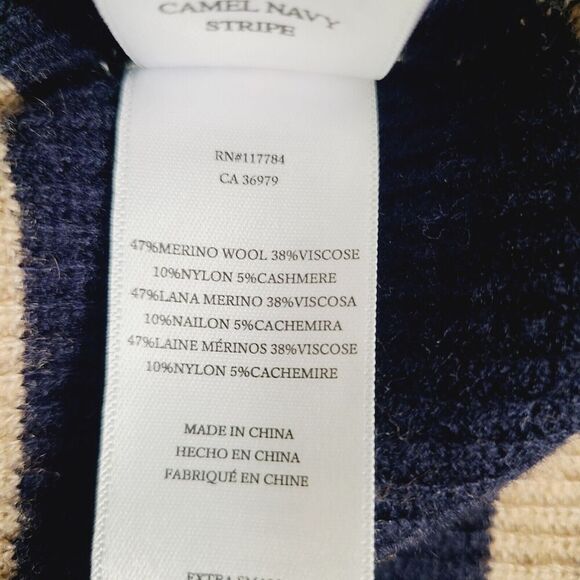 CAMEL NAVY
STRIPE
RN#117784
CA 36979
47%MERINO WOOL 38%VISCOSE
10%NYLON 5%CASHMERE
47%LANA MERINO 38%VISCOSA
10%NAILON 5%CACHEMIRA
47%LAINE MÉRINOS 38%VISCOSE
10%NYLON 5%CACHEMIRE
MADE IN CHINA
HECHO EN CHINA
FABRIQUÉ EN CHINE
EXTRA